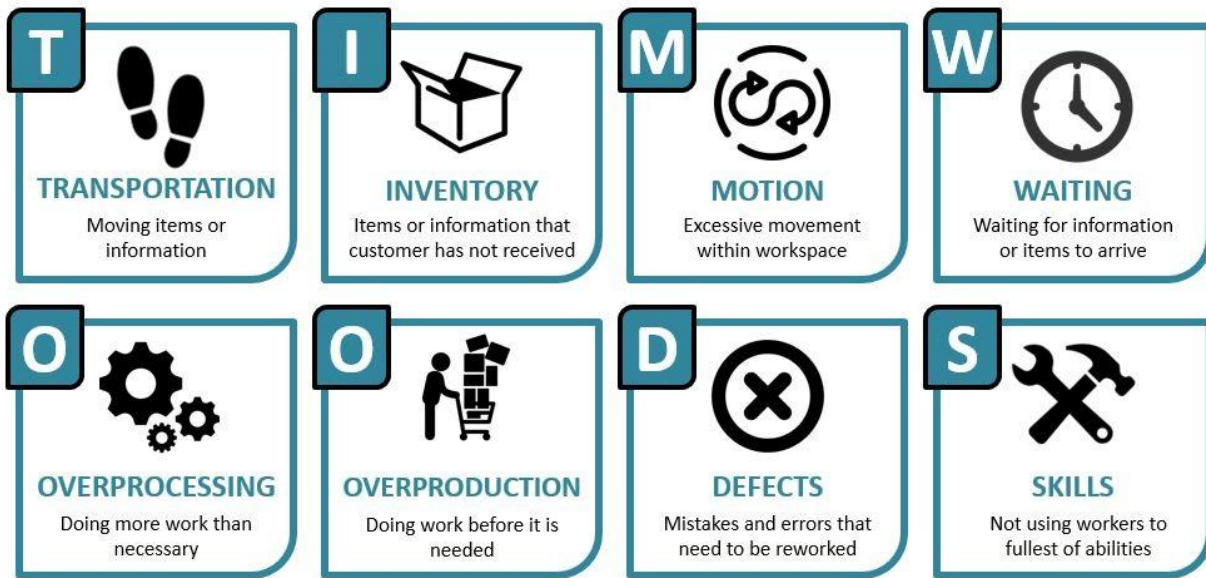 T
TRANSPORTATION
Moving items or
information
I
INVENTORY
Items or information that
customer has not received
M
MOTION
Excessive movement
within workspace
W
WAITING
Waiting for information
or items to arrive
O
OVERPROCESSING
Doing more work than
necessary
O
OVERPRODUCTION
Doing work before it is
needed
D
DEFECTS
Mistakes and errors that
need to be reworked
S
SKILLS
Not using workers to
fullest of abilities